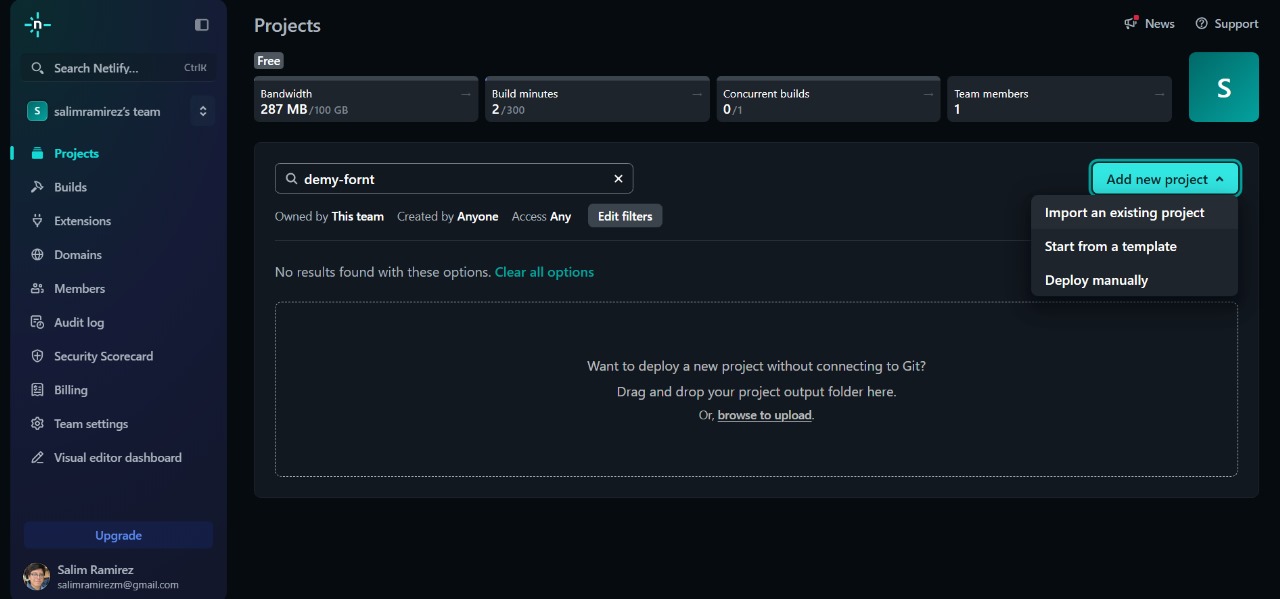 Projects
News
Support
n
Search Netlify...
CtrlK
Free
Bandwidth
287 MB/100 GB
Build minutes
2/300
Concurrent builds
0/1
Team members
1
S
S
salimramirez's team
Projects
Builds
Extensions
Domains
Members
Audit log
Security Scorecard
Billing
Team settings
Visual editor dashboard
Upgrade
Salim Ramirez
salimramirezm@gmail.com
demy-fornt
Add new project
Owned by This team Created by Anyone Access Any Edit filters
Import an existing project
Start from a template
Deploy manually
No results found with these options. Clear all options
Want to deploy a new project without connecting to Git?
Drag and drop your project output folder here.
Or, browse to upload.